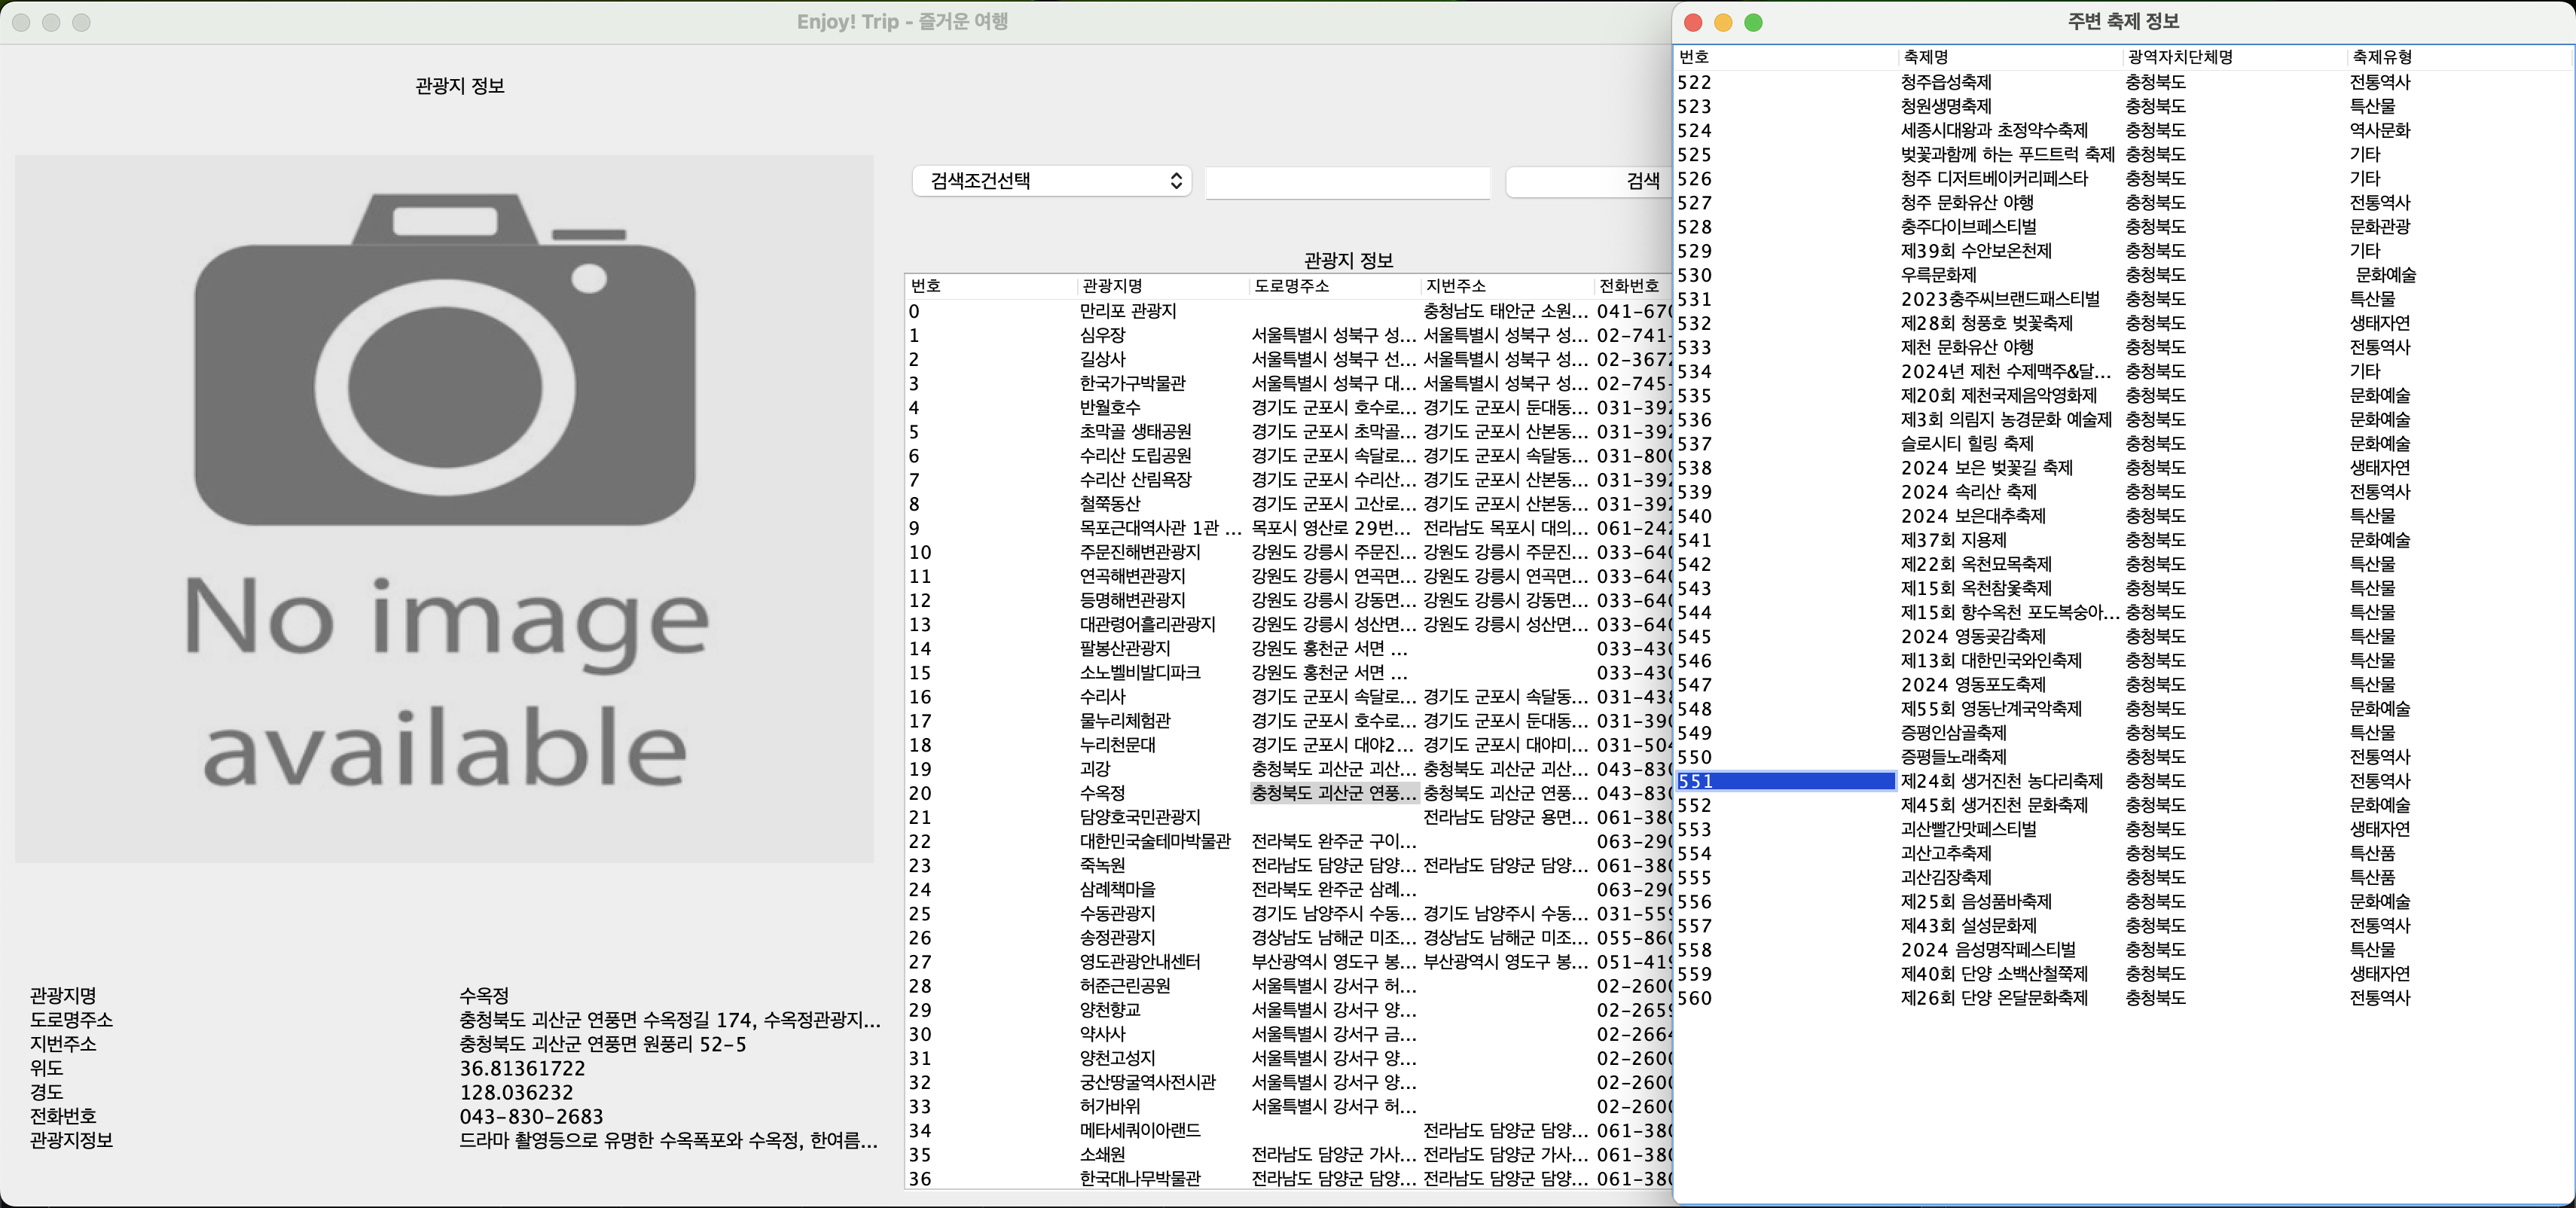 Enjoy! Trip - 즐거운 여행
관광지 정보
No image
available
관광지명 수옥정
도로명주소 충청북도 괴산군 연풍면 수옥정길 174, 수옥정관광지...
지번주소 충청북도 괴산군 연풍면 원풍리 52-5
위도 36.81361722
경도 128.036232
전화번호 043-830-2683
관광지정보 드라마 촬영등으로 유명한 수옥폭포와 수옥정, 한여름...
검색조건선택 검색
관광지 정보
번호 관광지명 도로명주소 지번주소 전화번호
0 만리포 관광지 충청남도 태안군 소원... 041-670
1 심우장 서울특별시 성북구 성... 서울특별시 성북구 성... 02-741-
2 길상사 서울특별시 성북구 선... 서울특별시 성북구 성... 02-3672
3 한국가구박물관 서울특별시 성북구 대... 서울특별시 성북구 성... 02-745-
4 반월호수 경기도 군포시 호수로... 경기도 군포시 둔대동... 031-392
5 초막골 생태공원 경기도 군포시 초막골... 경기도 군포시 산본동... 031-392
6 수리산 도립공원 경기도 군포시 속달로... 경기도 군포시 속달동... 031-800
7 수리산 산림욕장 경기도 군포시 수리산... 경기도 군포시 산본동... 031-392
8 철쭉동산 경기도 군포시 고산로... 경기도 군포시 산본동... 031-392
9 목포근대역사관 1관 ... 목포시 영산로 29번... 전라남도 목포시 대의... 061-242
10 주문진해변관광지 강원도 강릉시 주문진... 강원도 강릉시 주문진... 033-640
11 연곡해변관광지 강원도 강릉시 연곡면... 강원도 강릉시 연곡면... 033-640
12 등명해변관광지 강원도 강릉시 강동면... 강원도 강릉시 강동면... 033-640
13 대관령어흘리관광지 강원도 강릉시 성산면... 강원도 강릉시 성산면... 033-640
14 팔봉산관광지 강원도 홍천군 서면 ... 033-430
15 소노벨비발디파크 강원도 홍천군 서면 ... 033-430
16 수리사 경기도 군포시 속달로... 경기도 군포시 속달동... 031-438
17 물누리체험관 경기도 군포시 호수로... 경기도 군포시 둔대동... 031-390
18 누리천문대 경기도 군포시 대야2... 경기도 군포시 대야미... 031-504
19 괴강 충청북도 괴산군 괴산... 충청북도 괴산군 괴산... 043-830
20 수옥정 충청북도 괴산군 연풍... 충청북도 괴산군 연풍... 043-830
21 담양호국민관광지 전라남도 담양군 용면... 061-380
22 대한민국술테마박물관 전라북도 완주군 구이... 063-290
23 죽녹원 전라남도 담양군 담양... 전라남도 담양군 담양... 061-380
24 삼례책마을 전라북도 완주군 삼례... 063-290
25 수동관광지 경기도 남양주시 수동... 경기도 남양주시 수동... 031-559
26 송정관광지 경상남도 남해군 미조... 경상남도 남해군 미조... 055-860
27 영도관광안내센터 부산광역시 영도구 봉... 부산광역시 영도구 봉... 051-419
28 허준근린공원 서울특별시 강서구 허... 02-2600
29 양천향교 서울특별시 강서구 양... 02-2659
30 약사사 서울특별시 강서구 금... 02-2664
31 양천고성지 서울특별시 강서구 양... 02-2600
32 궁산땅굴역사전시관 서울특별시 강서구 양... 02-2600
33 허가바위 서울특별시 강서구 허... 02-2600
34 메타세쿼이아랜드 전라남도 담양군 담양... 061-380
35 소쇄원 전라남도 담양군 가사... 전라남도 담양군 가사... 061-380
36 한국대나무박물관 전라남도 담양군 담양... 전라남도 담양군 담양... 061-380
주변 축제 정보
번호 축제명 광역자치단체명 축제유형
522 청주읍성축제 충청북도 전통역사
523 청원생명축제 충청북도 특산물
524 세종시대왕과 초정약수축제 충청북도 역사문화
525 벚꽃과함께 하는 푸드트럭 축제 충청북도 기타
526 청주 디저트베이커리페스타 충청북도 기타
527 청주 문화유산 야행 충청북도 전통역사
528 충주다이브페스티벌 충청북도 문화관광
529 제39회 수안보온천제 충청북도 기타
530 우륵문화제 충청북도 문화예술
531 2023충주씨브랜드패스티벌 충청북도 특산물
532 제28회 청풍호 벚꽃축제 충청북도 생태자연
533 제천 문화유산 야행 충청북도 전통역사
534 2024년 제천 수제맥주&달... 충청북도 기타
535 제20회 제천국제음악영화제 충청북도 문화예술
536 제3회 의림지 농경문화 예술제 충청북도 문화예술
537 슬로시티 힐링 축제 충청북도 문화예술
538 2024 보은 벚꽃길 축제 충청북도 생태자연
539 2024 속리산 축제 충청북도 전통역사
540 2024 보은대추축제 충청북도 특산물
541 제37회 지용제 충청북도 문화예술
542 제22회 옥천묘목축제 충청북도 특산물
543 제15회 옥천참옻축제 충청북도 특산물
544 제15회 향수옥천 포도복숭아... 충청북도 특산물
545 2024 영동곶감축제 충청북도 특산물
546 제13회 대한민국와인축제 충청북도 특산물
547 2024 영동포도축제 충청북도 특산물
548 제55회 영동난계국악축제 충청북도 문화예술
549 증평인삼골축제 충청북도 특산물
550 증평들노래축제 충청북도 전통역사
551 제24회 생거진천 농다리축제 충청북도 전통역사
552 제45회 생거진천 문화축제 충청북도 문화예술
553 괴산빨간맛페스티벌 충청북도 생태자연
554 괴산고추축제 충청북도 특산품
555 괴산김장축제 충청북도 특산품
556 제25회 음성품바축제 충청북도 문화예술
557 제43회 설성문화제 충청북도 전통역사
558 2024 음성명작페스티벌 충청북도 특산물
559 제40회 단양 소백산철쭉제 충청북도 생태자연
560 제26회 단양 온달문화축제 충청북도 전통역사